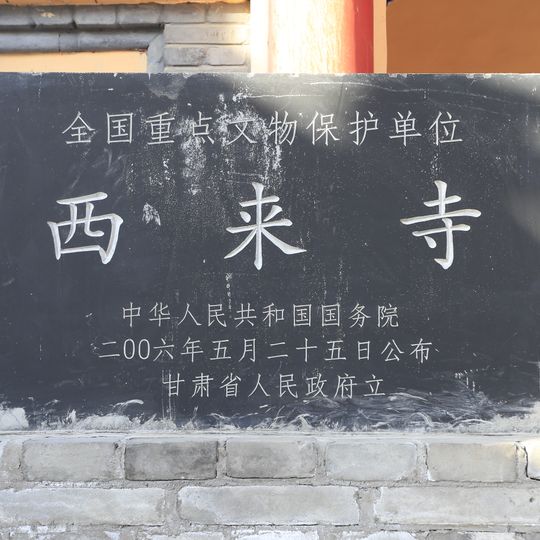 全国重点文物保护单位
西来寺
中华人民共和国国务院
二00六年五月二十五日公布
甘肃省人民政府立